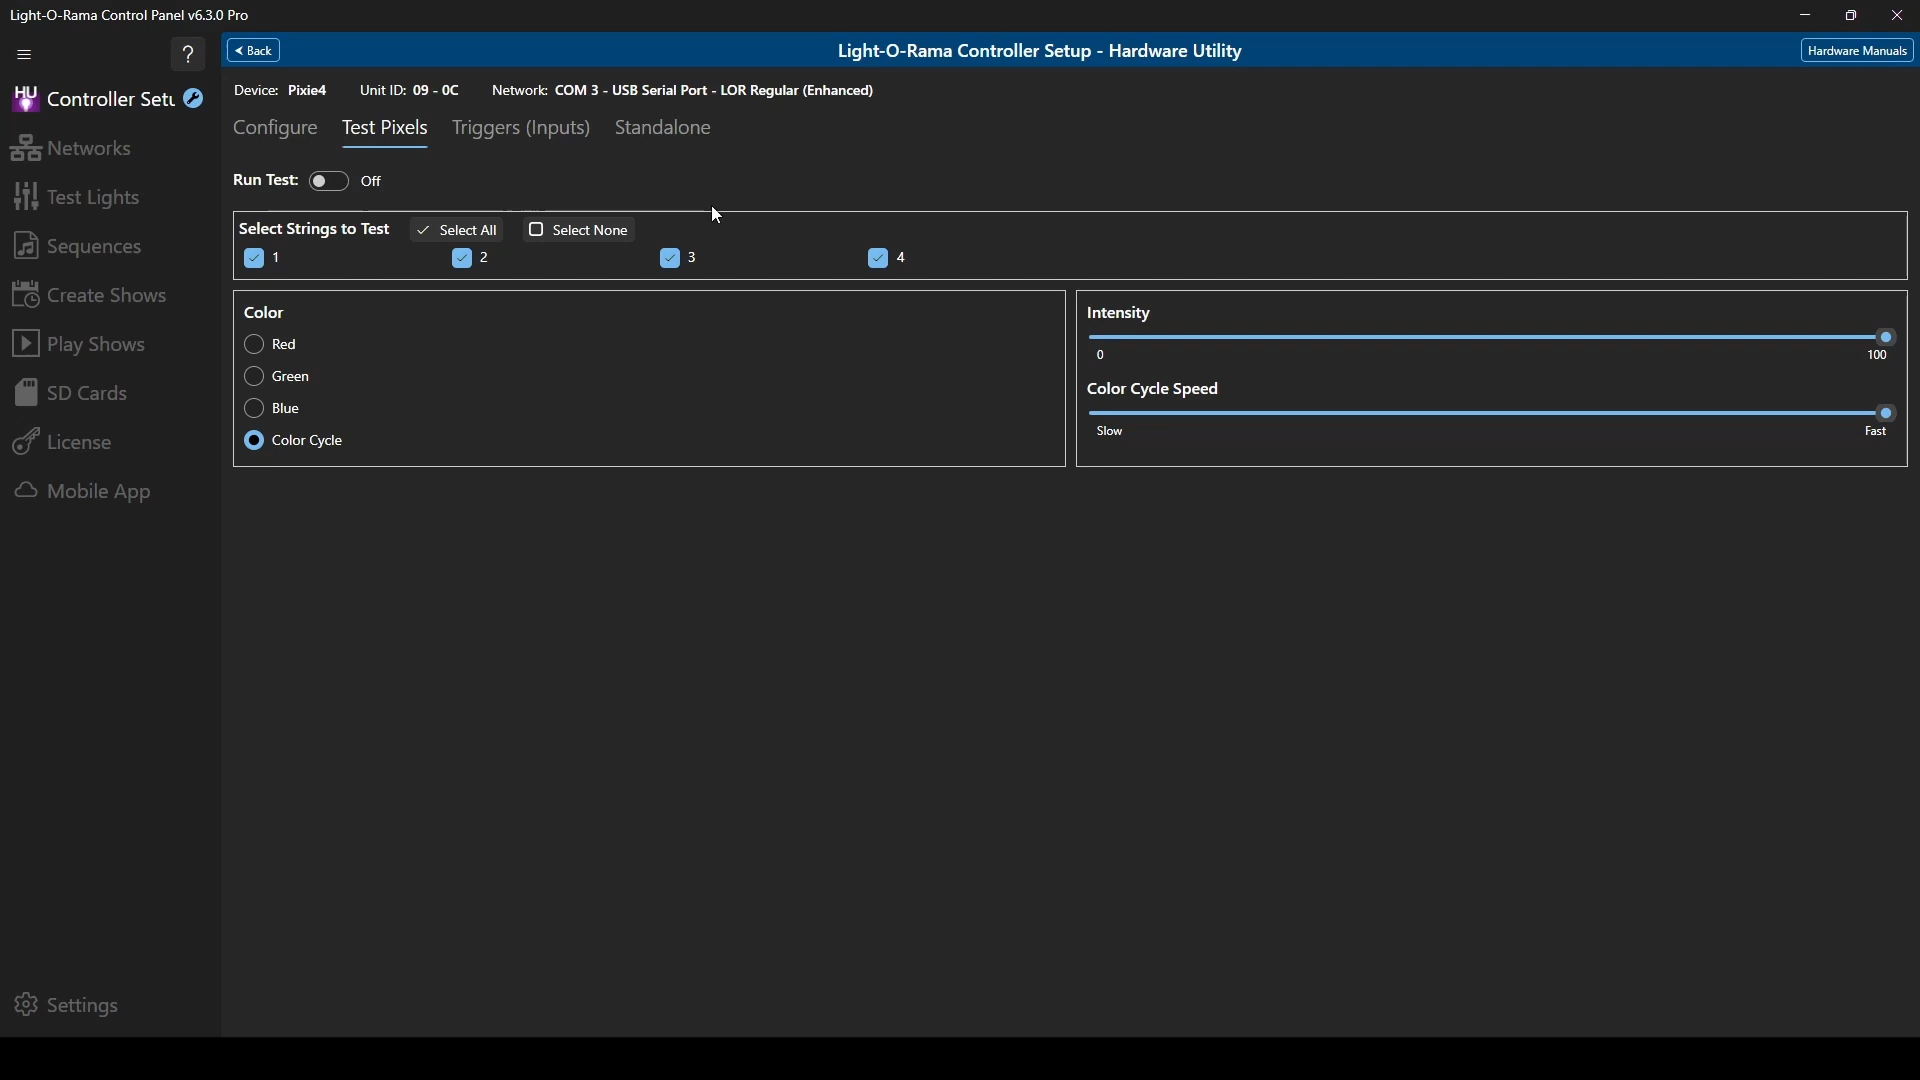 Light-O-Rama Control Panel v6.3.0 Pro
?
Back
Light-O-Rama Controller Setup - Hardware Utility
Hardware Manuals
HU Controller Setu
Device: Pixie4 Unit ID: 09 - 0C Network: COM 3 - USB Serial Port - LOR Regular (Enhanced)
Configure Test Pixels Triggers (Inputs) Standalone
Networks
Test Lights
Sequences
Create Shows
Play Shows
SD Cards
License
Mobile App
Settings
Run Test: Off
Select Strings to Test Select All Select None
1 2 3 4
Color
Red
Green
Blue
Color Cycle
Intensity
0 100
Color Cycle Speed
Slow Fast